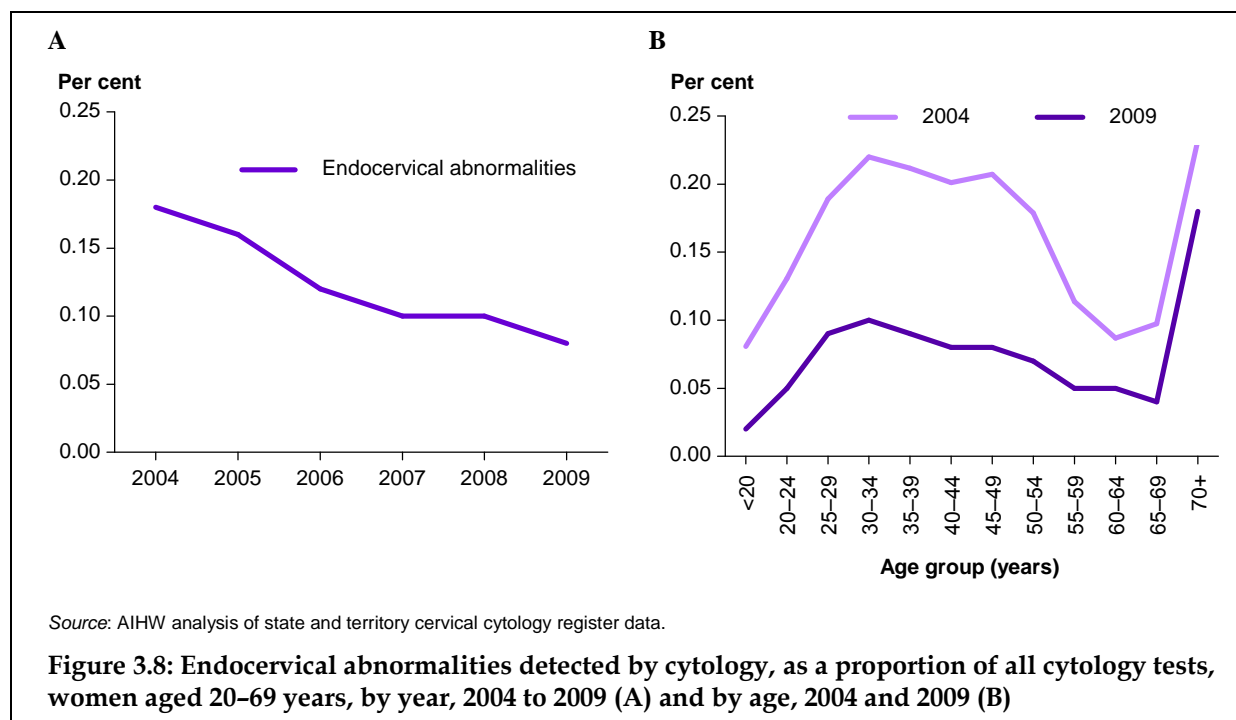 A
Per cent
0.25
0.20
0.15
0.10
0.05
0.00
Endocervical abnormalities
2004 2005 2006 2007 2008 2009
B
Per cent
0.25
0.20
0.15
0.10
0.05
0.00
2004 2009
<20 20–24 25–29 30–34 35–39 40–44 45–49 50–54 55–59 60–64 65–69 70+
Age group (years)
Source: AIHW analysis of state and territory cervical cytology register data.
Figure 3.8: Endocervical abnormalities detected by cytology, as a proportion of all cytology tests,
women aged 20–69 years, by year, 2004 to 2009 (A) and by age, 2004 and 2009 (B)